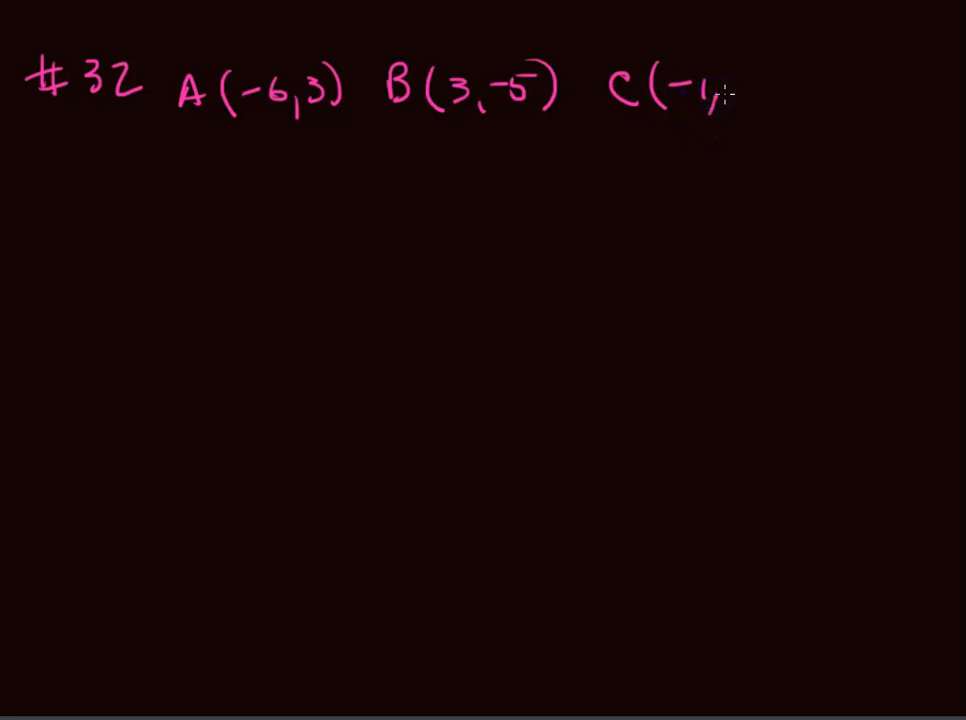 #32 A(-6,3) B(3,-5) C(-1,